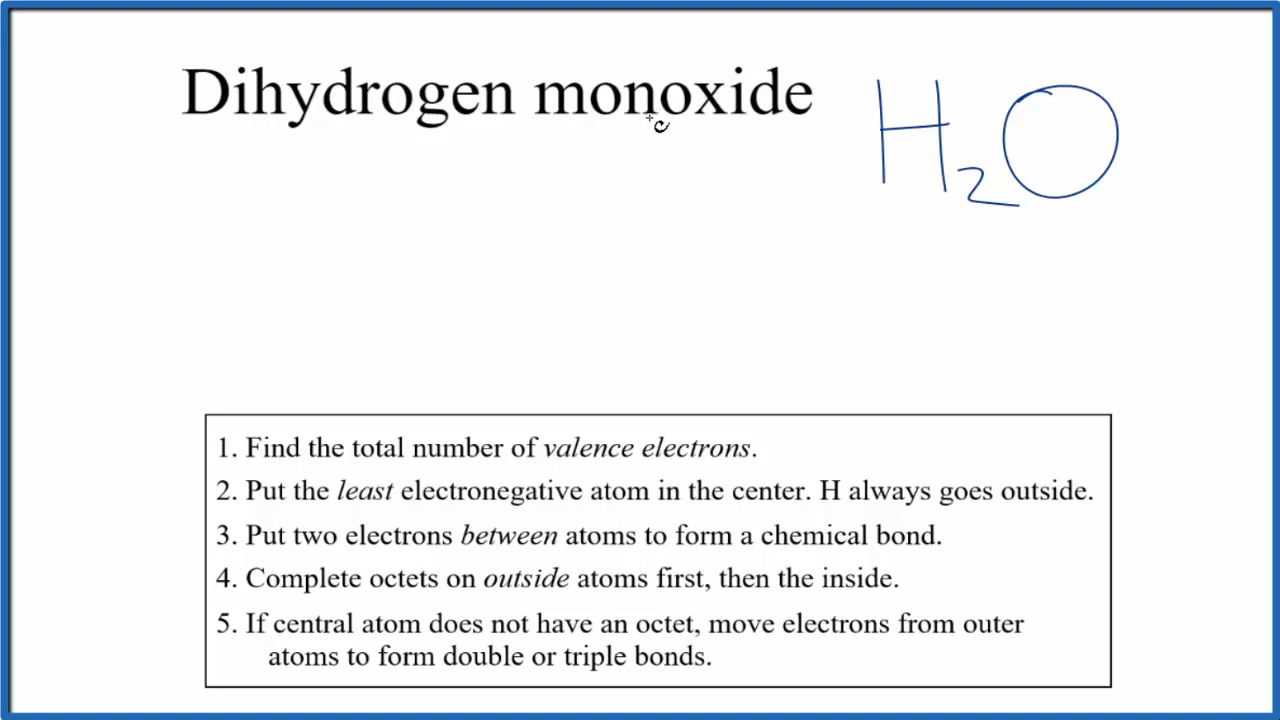 Dihydrogen monoxide H₂O
1. Find the total number of valence electrons.
2. Put the least electronegative atom in the center. H always goes outside.
3. Put two electrons between atoms to form a chemical bond.
4. Complete octets on outside atoms first, then the inside.
5. If central atom does not have an octet, move electrons from outer
atoms to form double or triple bonds.